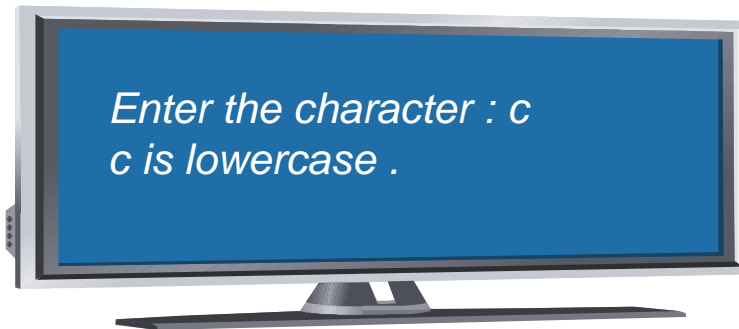 Enter the character : c
c is lowercase .